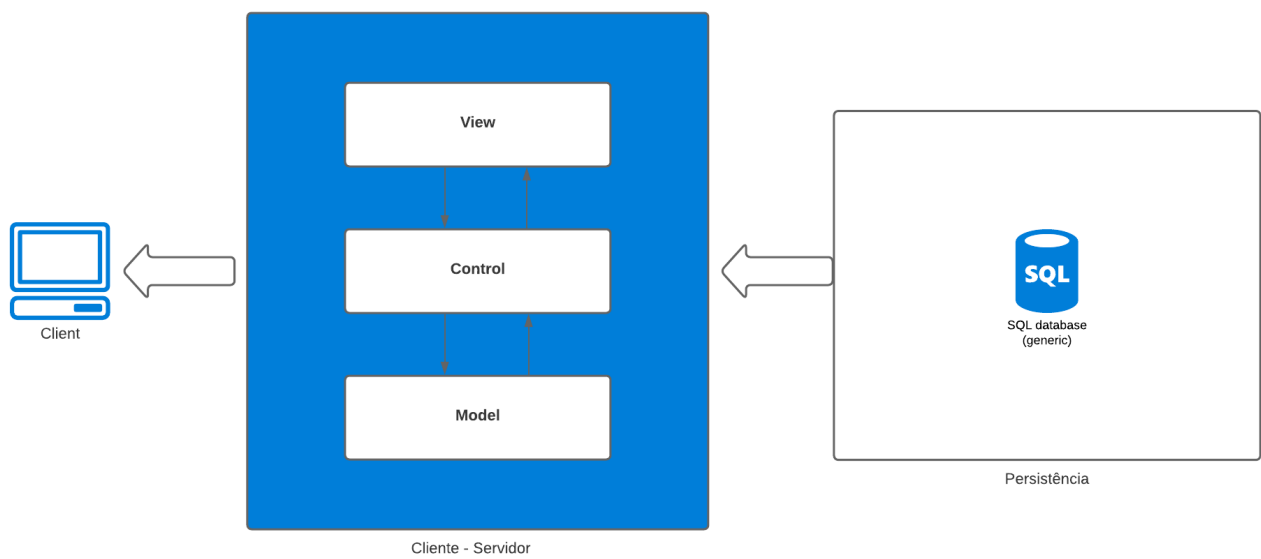 View
Control
Model
Client
SQL
SQL database
(generic)
Persistência
Cliente - Servidor